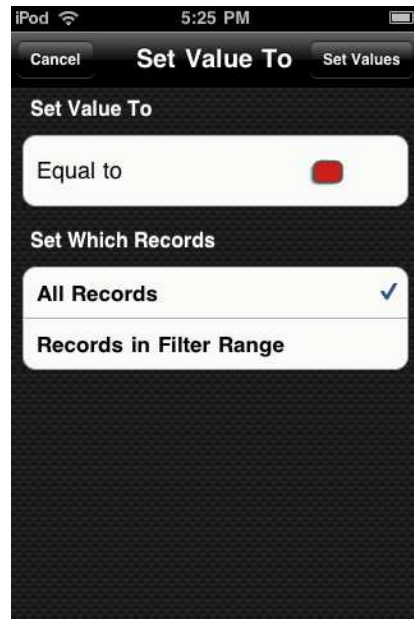 iPod 5:25 PM
Cancel Set Value To Set Values
Set Value To
Equal to
Set Which Records
All Records
Records in Filter Range